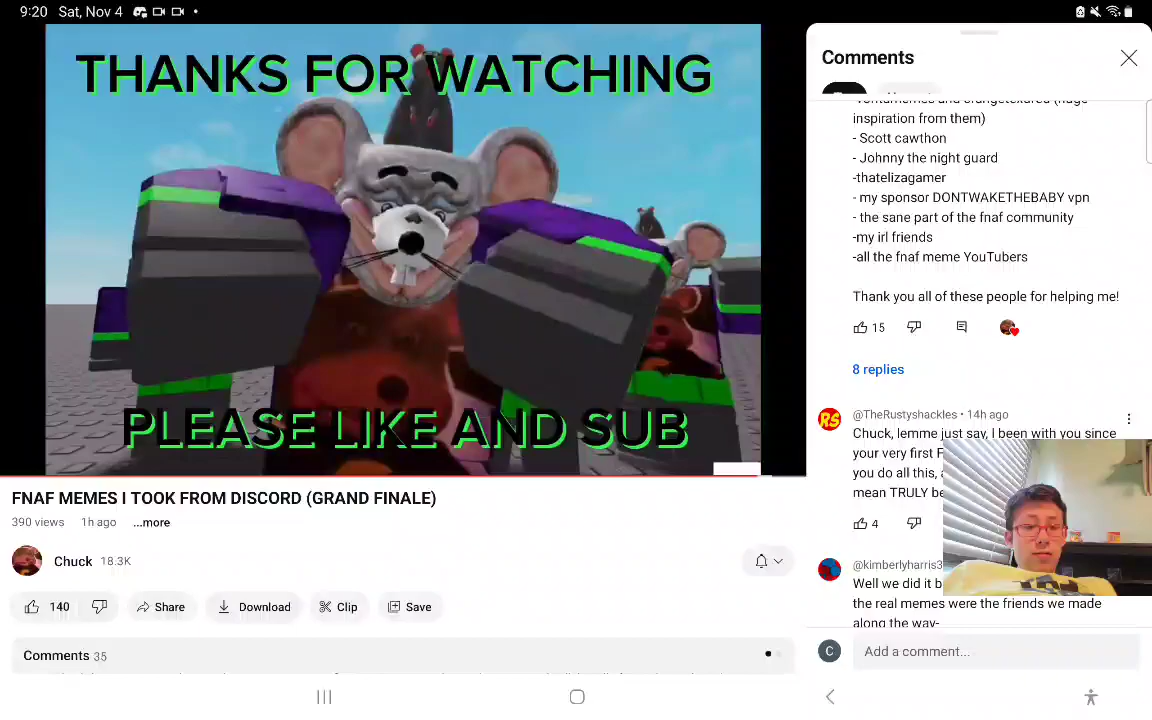 9:20 Sat, Nov 4
THANKS FOR WATCHING
PLEASE LIKE AND SUB
FNAF MEMES I TOOK FROM DISCORD (GRAND FINALE)
390 views 1h ago ...more
Chuck 18.3K
140 Share Download Clip Save
Comments 35
Comments
inspiration from them)
- Scott cawthon
- Johnny the night guard
-thatelizagamer
- my sponsor DONTWAKETHEBABY vpn
- the sane part of the fnaf community
-my irl friends
-all the fnaf meme YouTubers
Thank you all of these people for helping me!
15
8 replies
RS
@TheRustyshackles • 14h ago
Chuck, lemme just say, I been with you since
your very first
you do all this,
mean TRULY
4
@kimberlyharris3
Well we did it
the real memes were the friends we made
along the way-
C Add a comment...